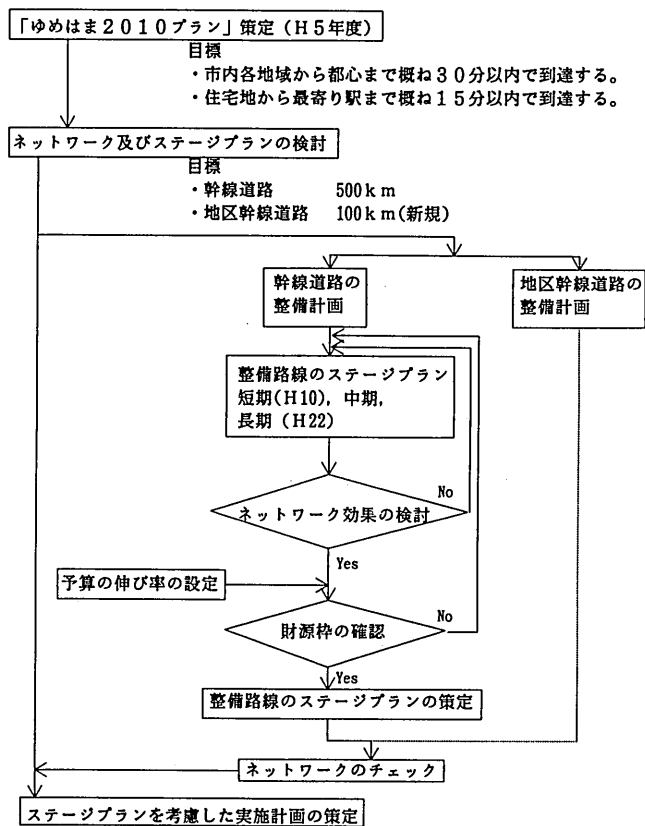 「ゆめはま２０１０プラン」策定（Ｈ５年度）
目標
・市内各地域から都心まで概ね３０分以内で到達する。
・住宅地から最寄り駅まで概ね１５分以内で到達する。
ネットワーク及びステージプランの検討
目標
・幹線道路　500ｋｍ
・地区幹線道路　100ｋｍ(新規)
幹線道路の
整備計画
地区幹線道路の
整備計画
整備路線のステージプラン
短期(Ｈ10), 中期,
長期（Ｈ22）
No
ネットワーク効果の検討
Yes
予算の伸び率の設定
No
財源枠の確認
Yes
整備路線のステージプランの策定
ネットワークのチェック
ステージプランを考慮した実施計画の策定